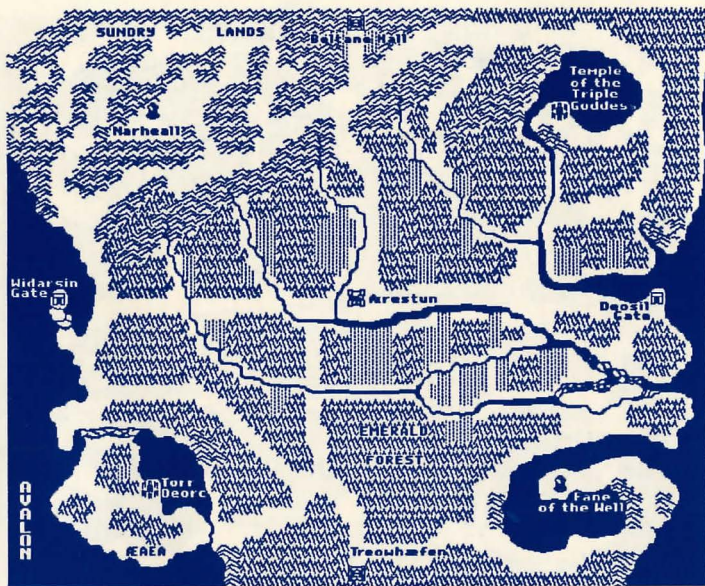 SUNDRY LANDS
Beltane Hall
Temple
of the
Triple
Goddess
Narheall
Widarsin
Gate
Arestun
Deosil
Gate
EMERALD
FOREST
Torr
Deorc
Fane
of the Well
AVALON
ÆAEA
Treowhæfen